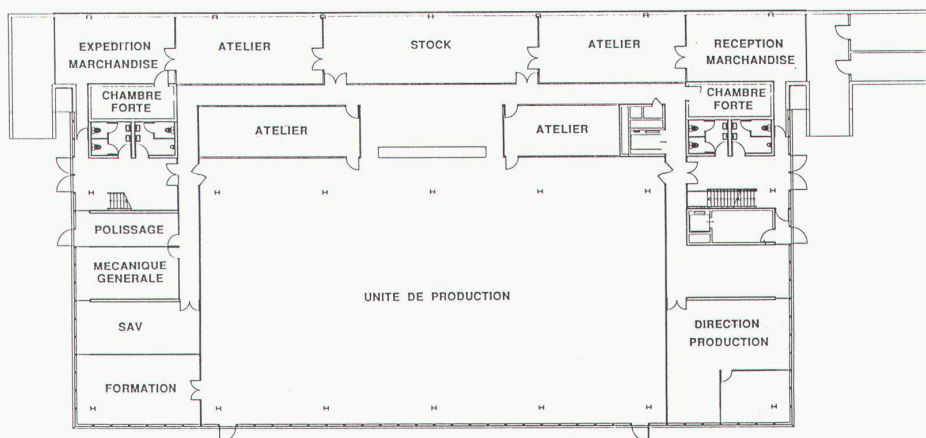 EXPEDITION
MARCHANDISE
ATELIER
STOCK
ATELIER
RECEPTION
MARCHANDISE
CHAMBRE
FORTE
CHAMBRE
FORTE
ATELIER
ATELIER
POLISSAGE
MECANIQUE
GENERALE
UNITE DE PRODUCTION
SAV
DIRECTION
PRODUCTION
FORMATION